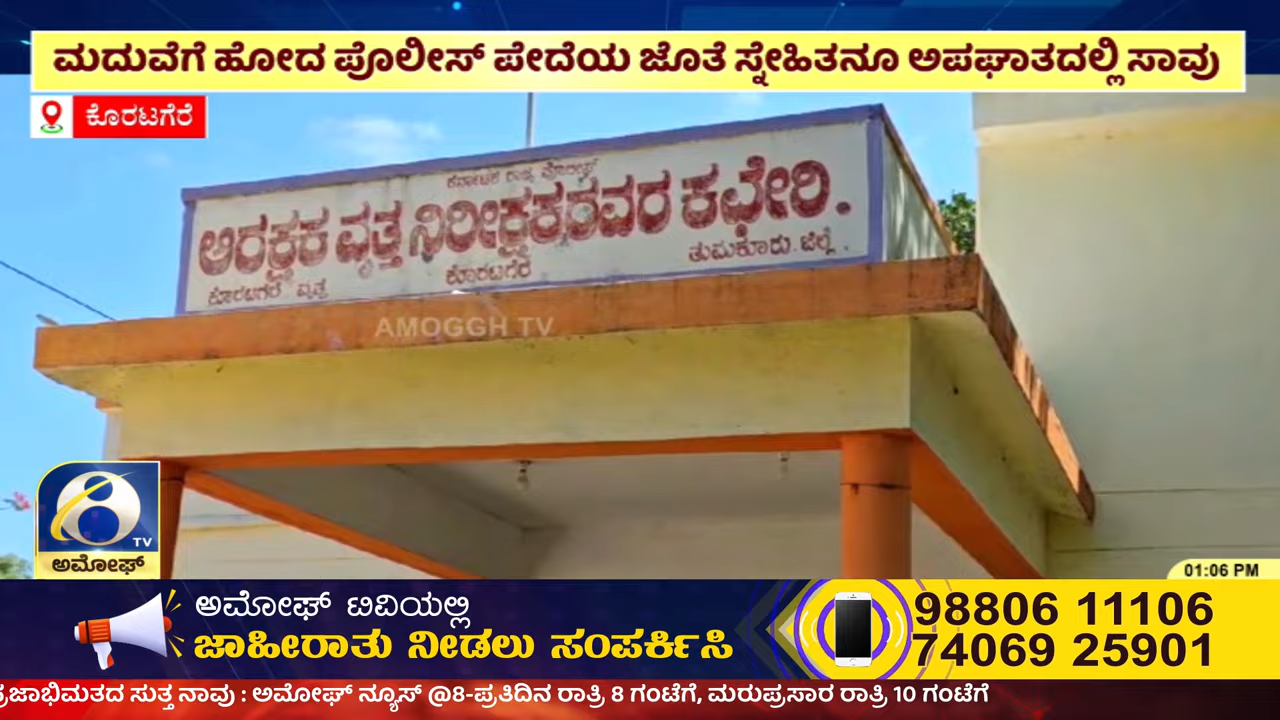 ಮದುವೆಗೆ ಹೋದ ಪೊಲೀಸ್ ಪೇದೆಯ ಜೊತೆ ಸ್ನೇಹಿತನೂ ಅಪಘಾತದಲ್ಲಿ ಸಾವು
ಕೊರಟಗೆರೆ
ಕರ್ನಾಟಕ ರಾಜ್ಯ ಪೊಲೀಸ್
ಆರಕ್ಷಕ ವೃತ್ತ ನಿರೀಕ್ಷಕರವರ ಕಛೇರಿ.
ಕೊರಟಗೆರೆ ವೃತ್ತ ಕೊರಟಗೆರೆ ತುಮಕೂರು ಜಿಲ್ಲೆ.
AMOGGH TV
8 TV
ಅಮೋಘ್
01:06 PM
ಅಮೋಘ್ ಟಿವಿಯಲ್ಲಿ
ಜಾಹೀರಾತು ನೀಡಲು ಸಂಪರ್ಕಿಸಿ
98806 11106
74069 25901
ಪ್ರಜಾಭಿಮತದ ಸುತ್ತ ನಾವು : ಅಮೋಘ್ ನ್ಯೂಸ್ @8-ಪ್ರತಿದಿನ ರಾತ್ರಿ 8 ಗಂಟೆಗೆ, ಮರುಪ್ರಸಾರ ರಾತ್ರಿ 10 ಗಂಟೆಗೆ